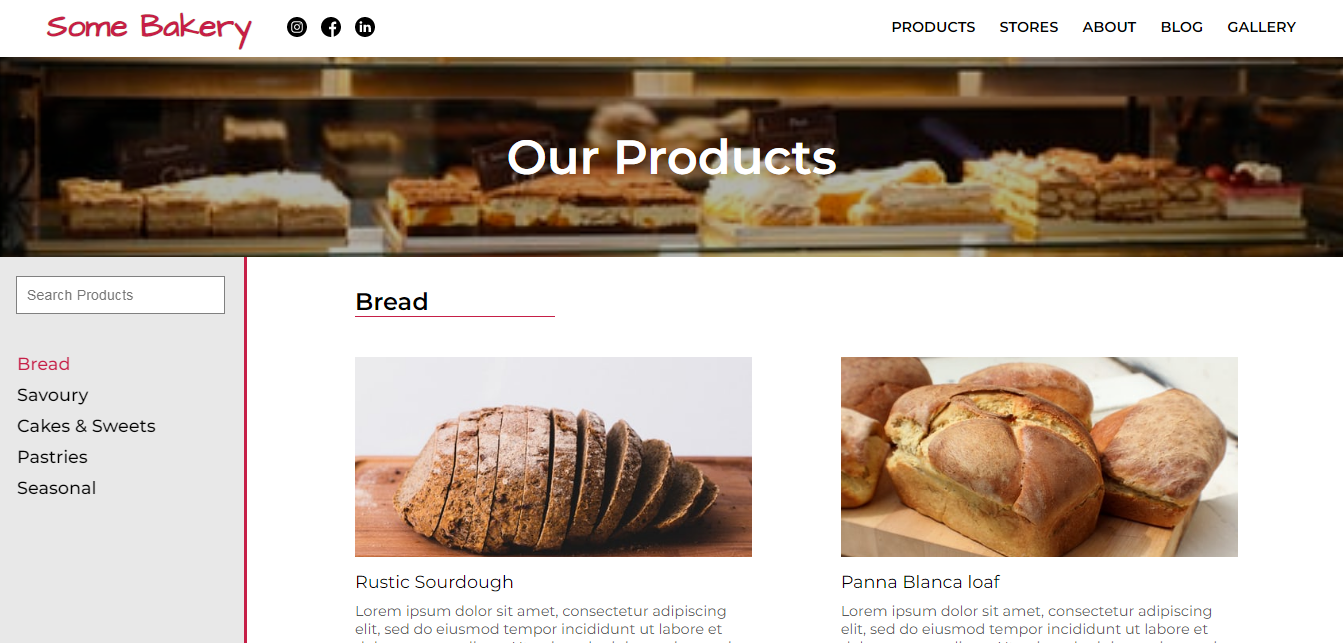 Some Bakery
PRODUCTS STORES ABOUT BLOG GALLERY
Our Products
Search Products
Bread
Savoury
Cakes & Sweets
Pastries
Seasonal
Bread
Rustic Sourdough
Lorem ipsum dolor sit amet, consectetur adipiscing
elit, sed do eiusmod tempor incididunt ut labore et
Panna Blanca loaf
Lorem ipsum dolor sit amet, consectetur adipiscing
elit, sed do eiusmod tempor incididunt ut labore et